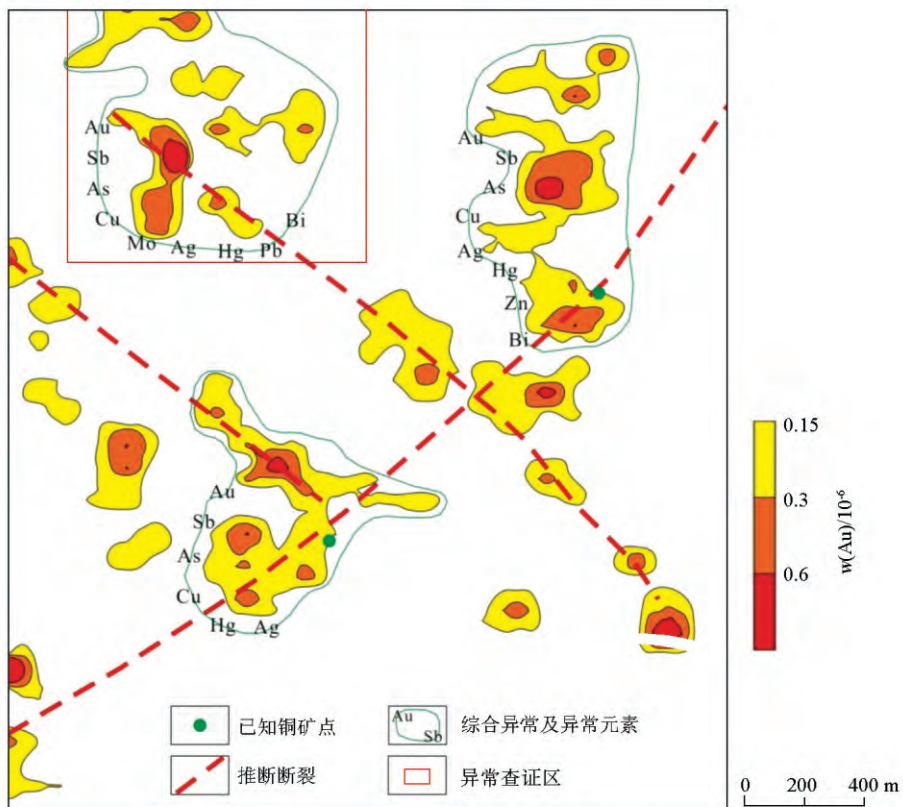 Au
Sb
As
Cu
Mo
Ag
Hg
Pb
Bi
Au
Sb
As
Cu
Ag
Hg
Zn
Bi
Au
Sb
As
Cu
Hg
Ag
0.15
0.3
0.6
w(Au)/10⁻⁶
已知铜矿点
Au
Sb
综合异常及异常元素
推断断裂
异常查证区
0 200 400 m